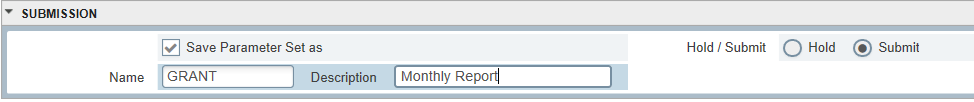 SUBMISSION
Save Parameter Set as Hold / Submit Hold Submit
Name GRANT Description Monthly Report